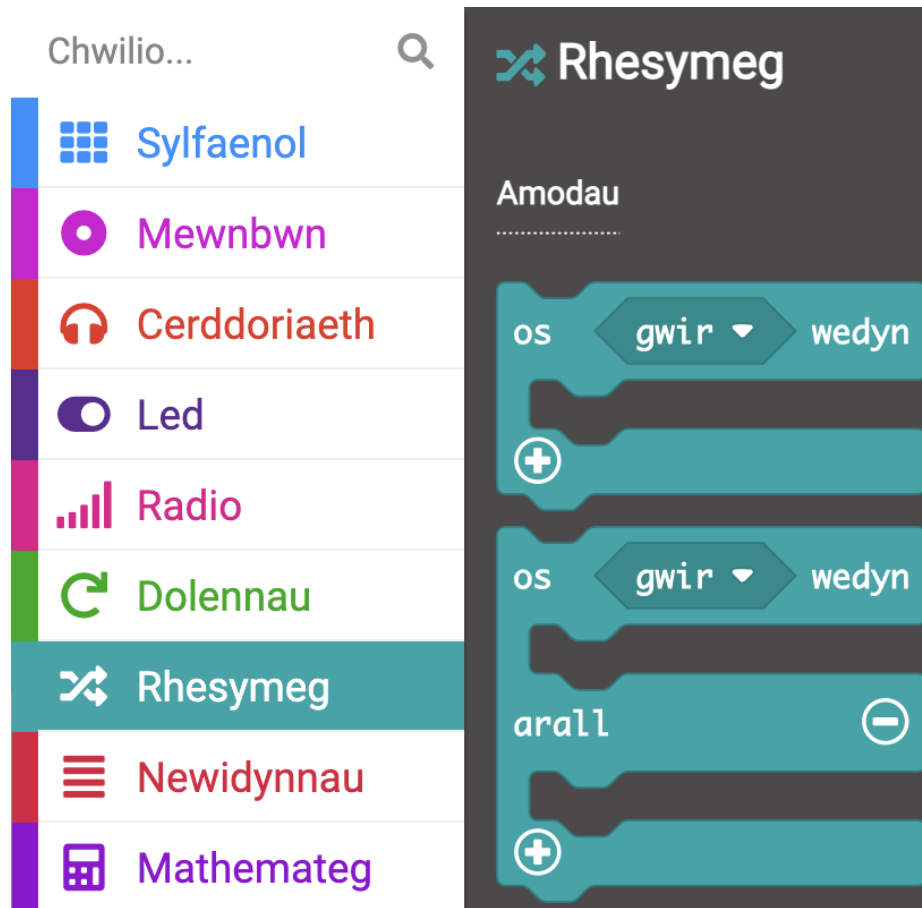 Chwilio...
Sylfaenol
Mewnbwn
Cerddoriaeth
Led
Radio
Dolennau
Rhesymeg
Newidynnau
Mathemateg
Rhesymeg
Amodau
os gwir wedyn
os gwir wedyn
arall